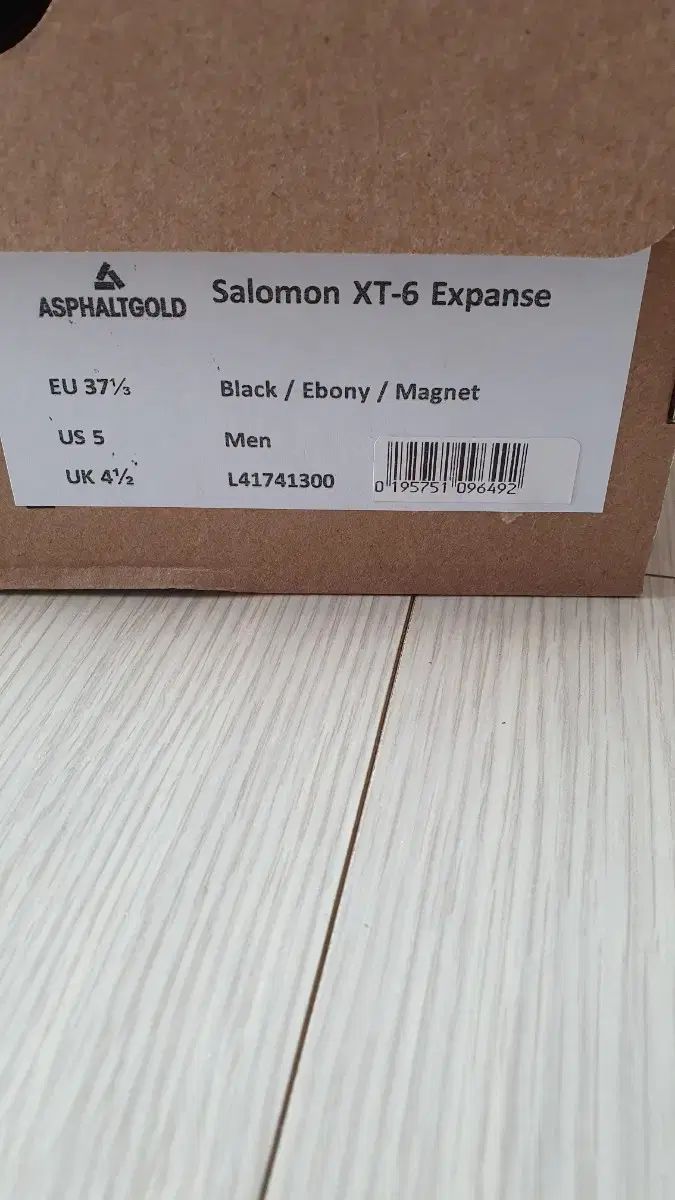 ASPHALTGOLD
Salomon XT-6 Expanse
EU 37⅓
Black / Ebony / Magnet
US 5
Men
UK 4½
L41741300
0 195751 096492